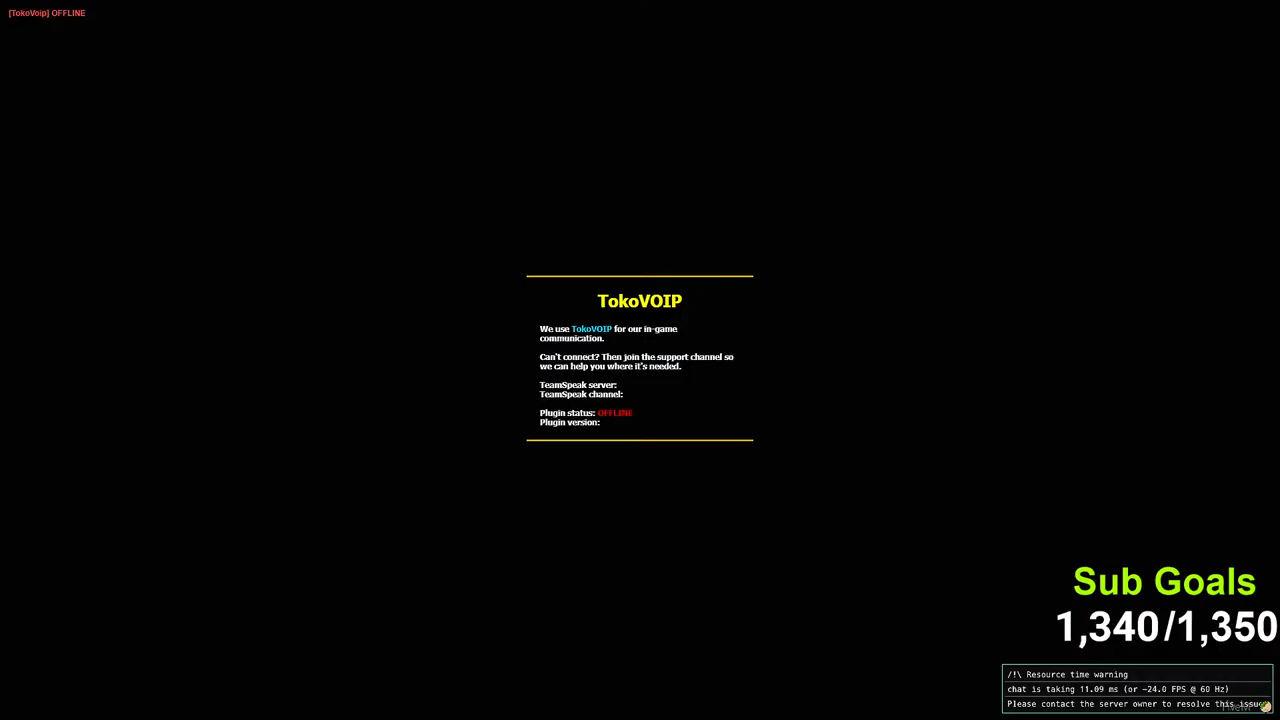 [TokoVoip] OFFLINE
TokoVOIP
We use TokoVOIP for our in-game
communication.
Can't connect? Then join the support channel so
we can help you where it's needed.
TeamSpeak server:
TeamSpeak channel:
Plugin status: OFFLINE
Plugin version:
Sub Goals
1,340/1,350
/!\ Resource time warning
chat is taking 11.09 ms (or -24.0 FPS @ 60 Hz)
Please contact the server owner to resolve this issue